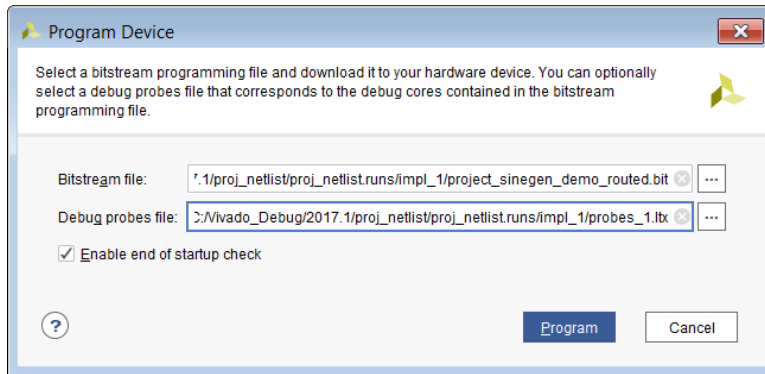 Program Device
Select a bitstream programming file and download it to your hardware device. You can optionally
select a debug probes file that corresponds to the debug cores contained in the bitstream
programming file.
Bitstream file: .1/proj_netlist/proj_netlist.runs/impl_1/project_sinegen_demo_routed.bit ...
Debug probes file: C:/Vivado_Debug/2017.1/proj_netlist/proj_netlist.runs/impl_1/probes_1.ltx ...
Enable end of startup check
? Program Cancel